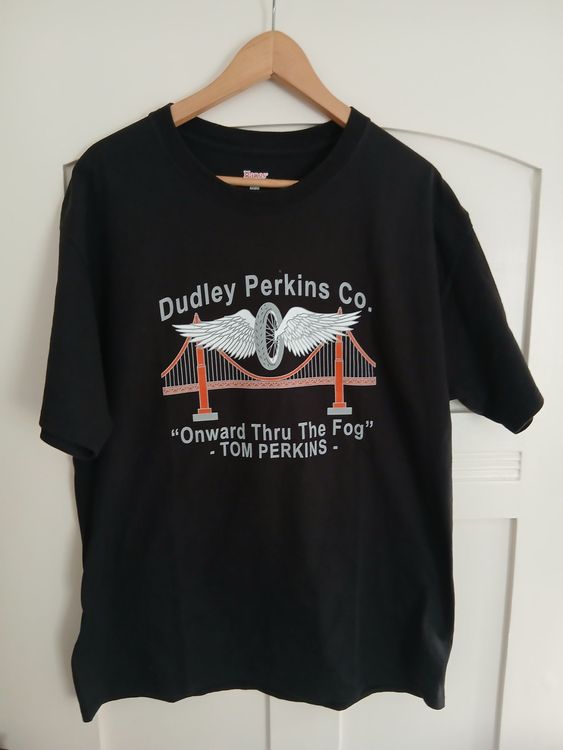 Dudley Perkins Co.
"Onward Thru The Fog"
- TOM PERKINS -